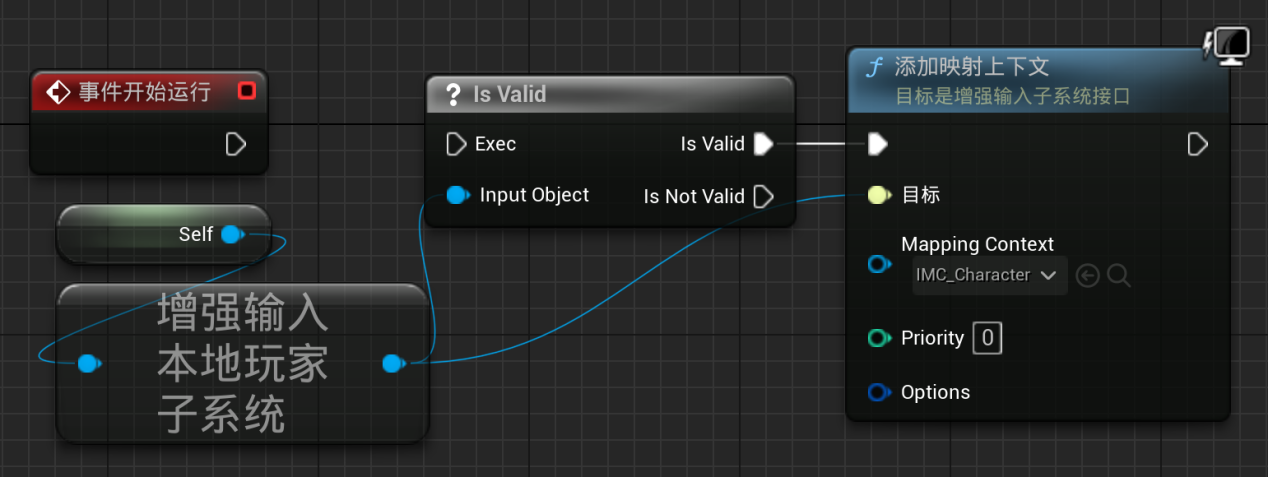 事件开始运行
Self
增强输入
本地玩家
子系统
? Is Valid
Exec
Is Valid
Input Object
Is Not Valid
f 添加映射上下文
目标是增强输入子系统接口
目标
Mapping Context
IMC_Character
Priority 0
Options